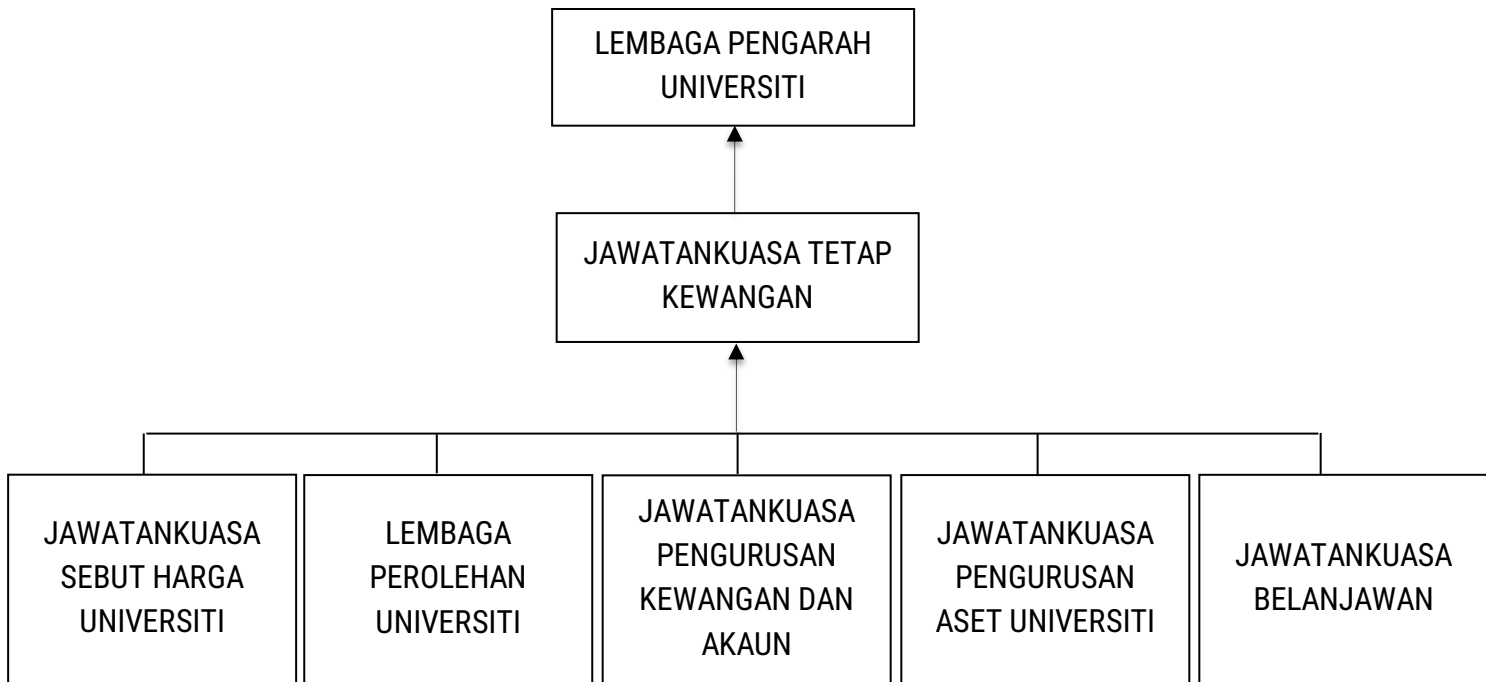 LEMBAGA PENGARAH
UNIVERSITI
JAWATANKUASA TETAP
KEWANGAN
JAWATANKUASA
SEBUT HARGA
UNIVERSITI
LEMBAGA
PEROLEHAN
UNIVERSITI
JAWATANKUASA
PENGURUSAN
KEWANGAN DAN
AKAUN
JAWATANKUASA
PENGURUSAN
ASET UNIVERSITI
JAWATANKUASA
BELANJAWAN